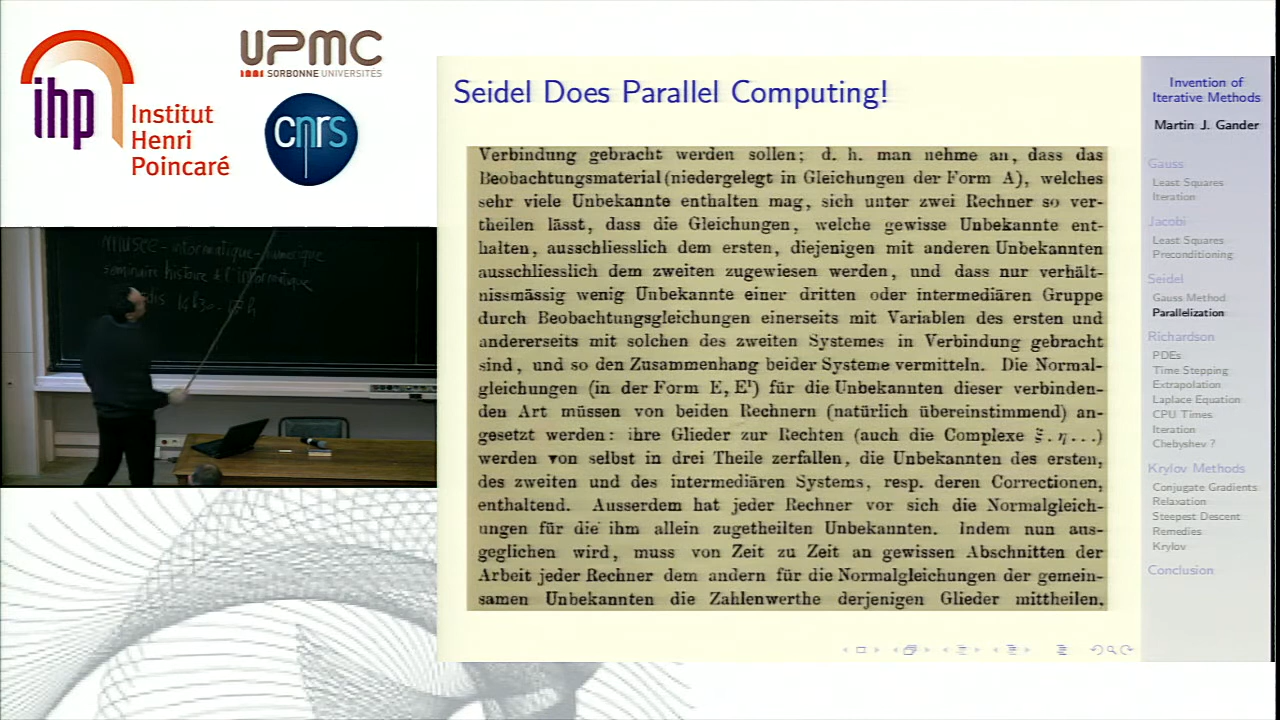 ihp
Institut
Henri
Poincaré
UPMC
SORBONNE UNIVERSITÉS
cnrs
musee-informatique-numerique
seminaire histoire de l'informatique
14h30 - 17h
Seidel Does Parallel Computing!
Verbindung gebracht werden sollen; d. h. man nehme an, dass das
Beobachtungsmaterial (niedergelegt in Gleichungen der Form A), welches
sehr viele Unbekannte enthalten mag, sich unter zwei Rechner so ver-
theilen lässt, dass die Gleichungen, welche gewisse Unbekannte ent-
halten, ausschliesslich dem ersten, diejenigen mit anderen Unbekannten
ausschliesslich dem zweiten zugewiesen werden, und dass nur verhält-
nissmässig wenig Unbekannte einer dritten oder intermediären Gruppe
durch Beobachtungsgleichungen einerseits mit Variablen des ersten und
andererseits mit solchen des zweiten Systemes in Verbindung gebracht
sind, und so den Zusammenhang beider Systeme vermitteln. Die Normal-
gleichungen (in der Form E, E') für die Unbekannten dieser verbinden-
den Art müssen von beiden Rechnern (natürlich übereinstimmend) an-
gesetzt werden: ihre Glieder zur Rechten (auch die Complexe ξ. η...)
werden von selbst in drei Theile zerfallen, die Unbekannten des ersten,
des zweiten und des intermediären Systems, resp. deren Correctionen,
enthaltend. Ausserdem hat jeder Rechner vor sich die Normalgleich-
ungen für die ihm allein zugetheilten Unbekannten. Indem nun aus-
geglichen wird, muss von Zeit zu Zeit an gewissen Abschnitten der
Arbeit jeder Rechner dem andern für die Normalgleichungen der gemein-
samen Unbekannten die Zahlenwerthe derjenigen Glieder mittheilen,
Invention of
Iterative Methods
Martin J. Gander
Gauss
Least Squares
Iteration
Jacobi
Least Squares
Preconditioning
Seidel
Gauss Method
Parallelization
Richardson
PDEs
Time Stepping
Extrapolation
Laplace Equation
CPU Times
Iteration
Chebyshev ?
Krylov Methods
Conjugate Gradients
Relaxation
Steepest Descent
Remedies
Krylov
Conclusion